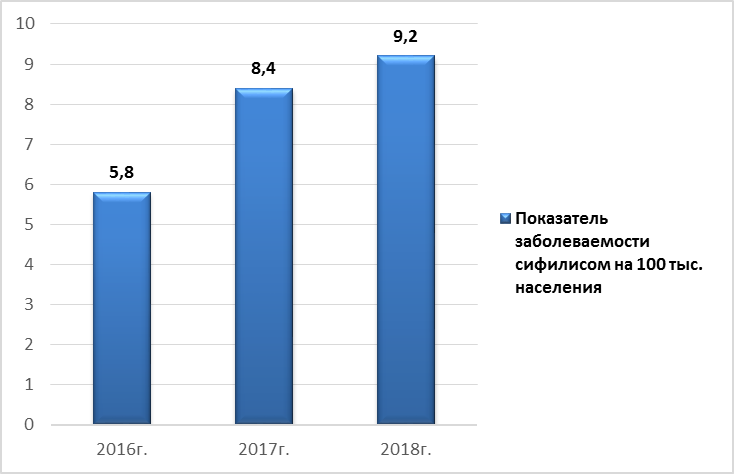 10
9
8
7
6
5
4
3
2
1
0
5,8
8,4
9,2
2016г.
2017г.
2018г.
Показатель
заболеваемости
сифилисом на 100 тыс.
населения